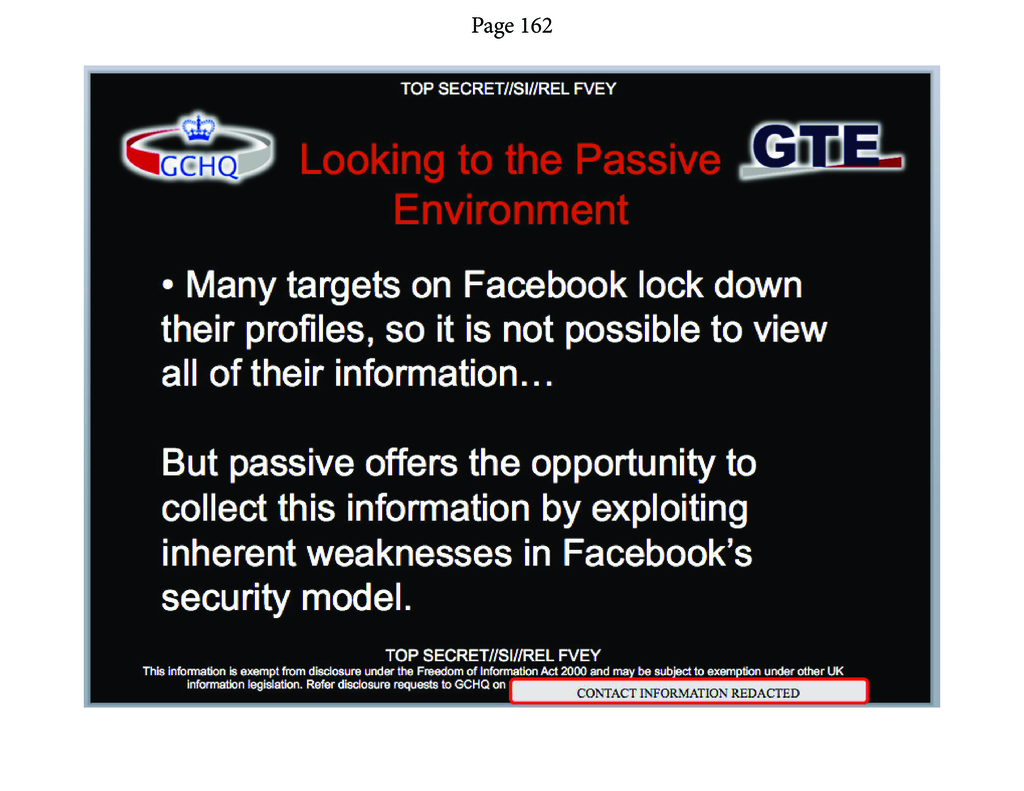 Page 162
TOP SECRET//SI//REL FVEY
GCHQ
GTE
Looking to the Passive
Environment
• Many targets on Facebook lock down
their profiles, so it is not possible to view
all of their information…
But passive offers the opportunity to
collect this information by exploiting
inherent weaknesses in Facebook’s
security model.
TOP SECRET//SI//REL FVEY
This information is exempt from disclosure under the Freedom of Information Act 2000 and may be subject to exemption under other UK
information legislation. Refer disclosure requests to GCHQ on
CONTACT INFORMATION REDACTED